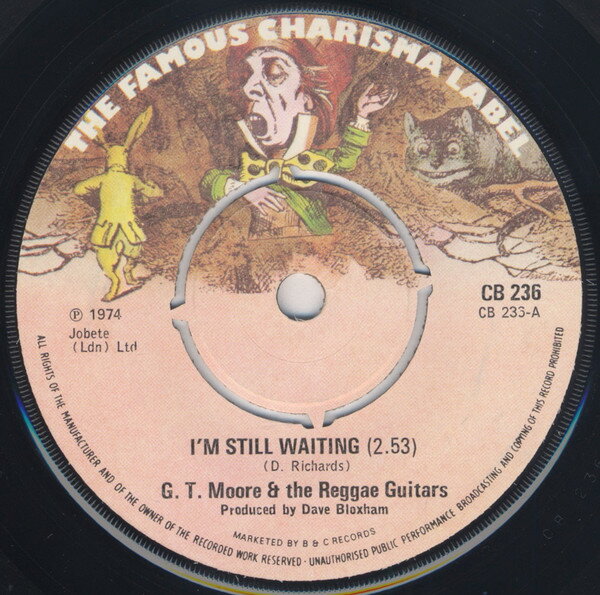 THE FAMOUS CHARISMA LABEL
CB 236
CB 236-A
℗ 1974
Jobete
(Ldn) Ltd
I'M STILL WAITING (2.53)
(D. Richards)
G. T. Moore & the Reggae Guitars
Produced by Dave Bloxham
MARKETED BY B & C RECORDS
ALL RIGHTS OF THE MANUFACTURER AND OF THE OWNER OF THE RECORDED WORK RESERVED · UNAUTHORISED PUBLIC PERFORMANCE BROADCASTING AND COPYING OF THIS RECORD PROHIBITED